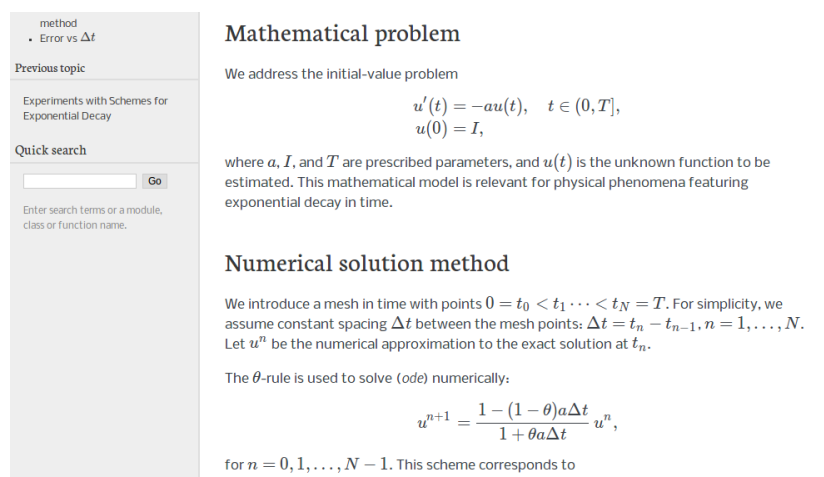 method
• Error vs Δt
Previous topic
Experiments with Schemes for
Exponential Decay
Quick search
Go
Enter search terms or a module,
class or function name.
Mathematical problem
We address the initial-value problem
u′(t) = −au(t), t ∈ (0, T],
u(0) = I,
where a, I, and T are prescribed parameters, and u(t) is the unknown function to be
estimated. This mathematical model is relevant for physical phenomena featuring
exponential decay in time.
Numerical solution method
We introduce a mesh in time with points 0 = t₀ < t₁ ⋯ < t_N = T. For simplicity, we
assume constant spacing Δt between the mesh points: Δt = tₙ − tₙ₋₁, n = 1, …, N.
Let uⁿ be the numerical approximation to the exact solution at tₙ.
The θ-rule is used to solve (ode) numerically:
uⁿ⁺¹ = (1 − (1 − θ)aΔt)/(1 + θaΔt) uⁿ,
for n = 0, 1, …, N − 1. This scheme corresponds to